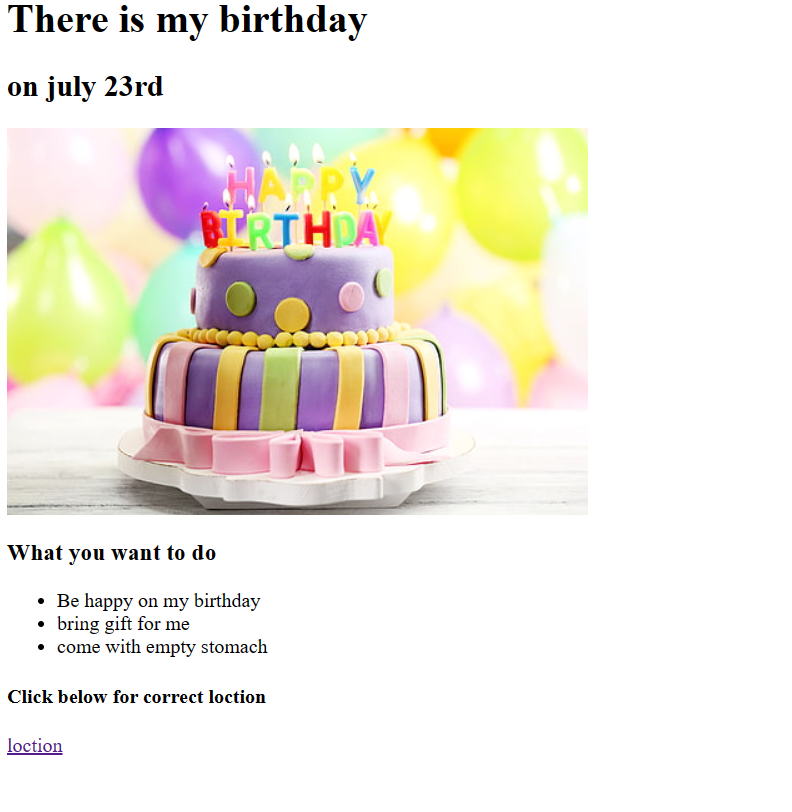 There is my birthday
on july 23rd
HAPPY
BIRTHDAY
What you want to do
Be happy on my birthday
bring gift for me
come with empty stomach
Click below for correct loction
loction